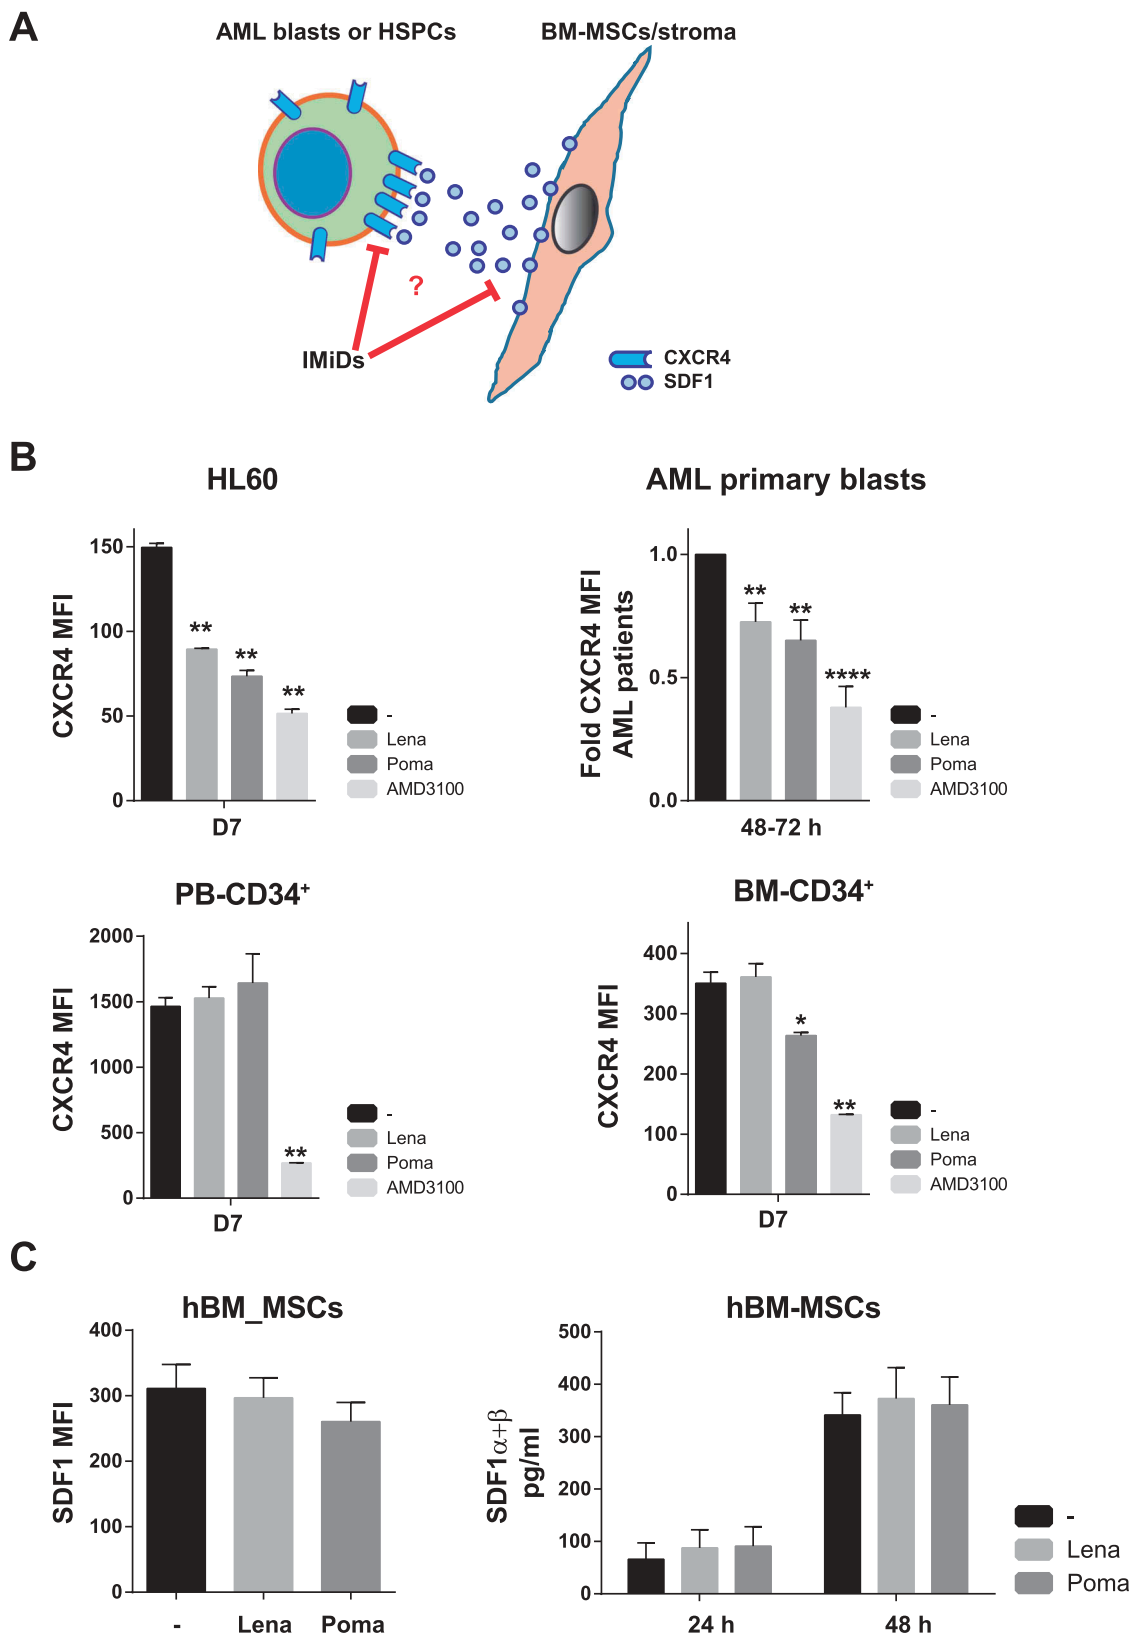 A
AML blasts or HSPCs
BM-MSCs/stroma
?
IMiDs
CXCR4
SDF1
B
HL60
CXCR4 MFI
150
100
50
0
**
**
**
D7
-
Lena
Poma
AMD3100
AML primary blasts
Fold CXCR4 MFI
AML patients
1.0
0.5
0.0
**
**
****
48-72 h
-
Lena
Poma
AMD3100
PB-CD34⁺
CXCR4 MFI
2000
1500
1000
500
0
**
D7
-
Lena
Poma
AMD3100
BM-CD34⁺
CXCR4 MFI
400
300
200
100
0
*
**
D7
-
Lena
Poma
AMD3100
C
hBM_MSCs
SDF1 MFI
400
300
200
100
0
- Lena Poma
hBM-MSCs
SDF1α+β
pg/ml
500
400
300
200
100
0
24 h 48 h
-
Lena
Poma